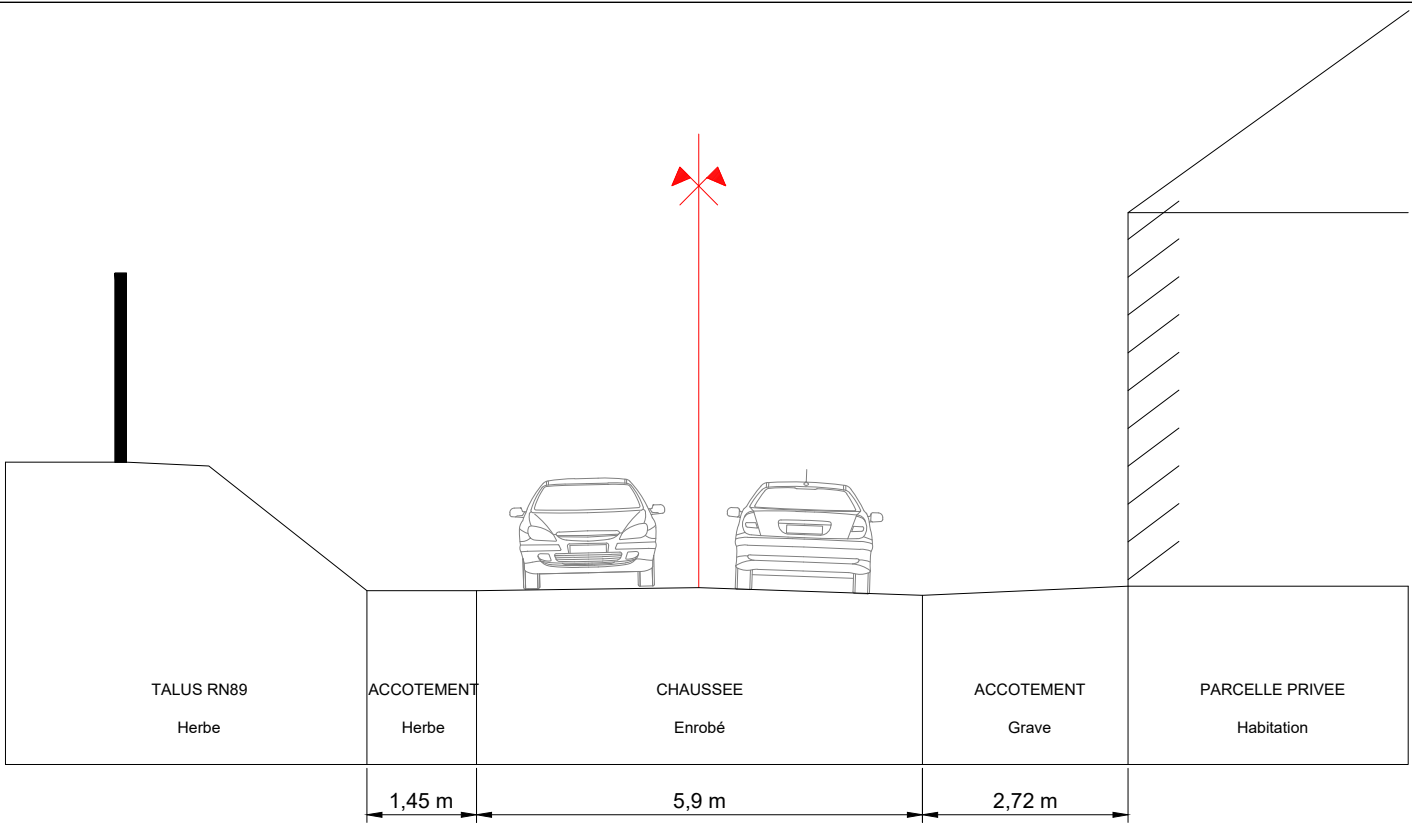 TALUS RN89
Herbe
ACCOTEMENT
Herbe
CHAUSSEE
Enrobé
ACCOTEMENT
Grave
PARCELLE PRIVEE
Habitation
1,45 m
5,9 m
2,72 m